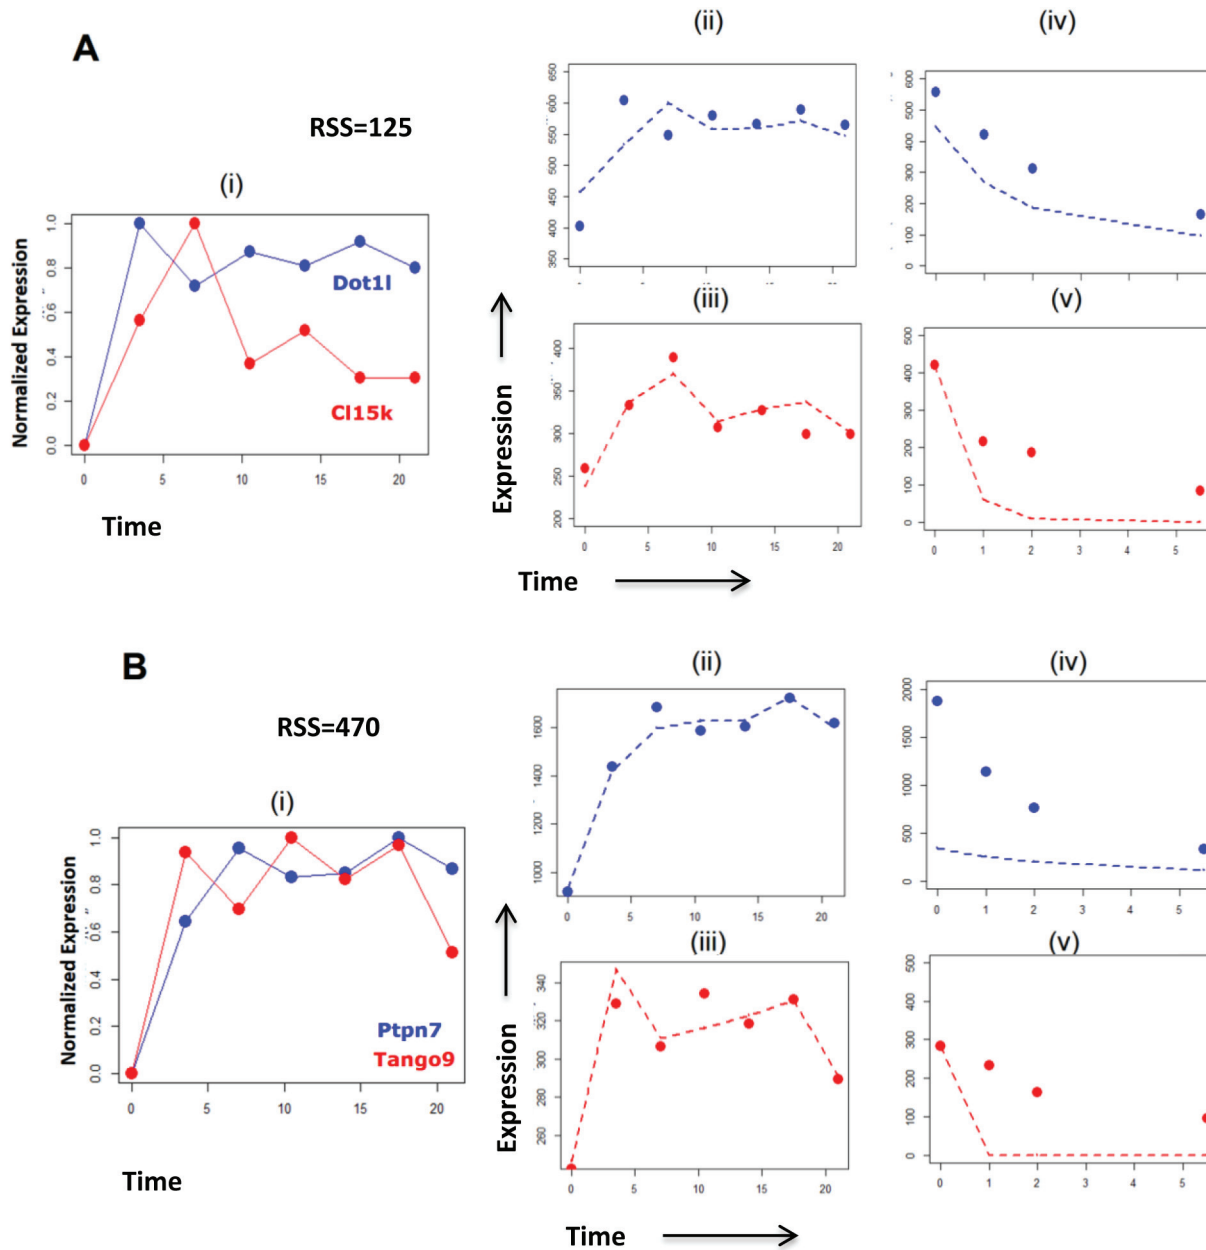 A
RSS=125
(i)
Normalized Expression
1.0
0.8
0.6
0.4
0.2
0.0
Dot1l
Cl15k
0 5 10 15 20
Time
(ii)
650
600
550
500
450
400
350
(iv)
600
500
400
300
200
100
0
(iii)
400
350
300
250
200
0 5 10 15 20
(v)
500
400
300
200
100
0
0 1 2 3 4 5
Expression
Time
B
RSS=470
(i)
Normalized Expression
1.0
0.8
0.6
0.4
0.2
0.0
Ptpn7
Tango9
0 5 10 15 20
Time
(ii)
1600
1400
1200
1000
0 5 10 15 20
(iv)
2000
1500
1000
500
0
0 1 2 3 4 5
(iii)
340
320
300
280
260
0 5 10 15 20
(v)
500
400
300
200
100
0
0 1 2 3 4 5
Expression
Time